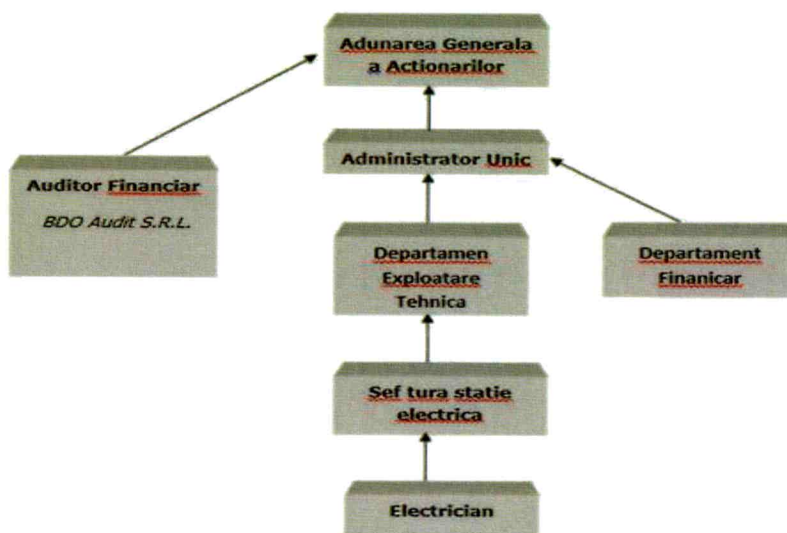 Adunarea Generala
a Actionarilor
Administrator Unic
Auditor Financiar
BDO Audit S.R.L.
Departamen
Exploatare
Tehnica
Departament
Finanicar
Sef tura statie
electrica
Electrician